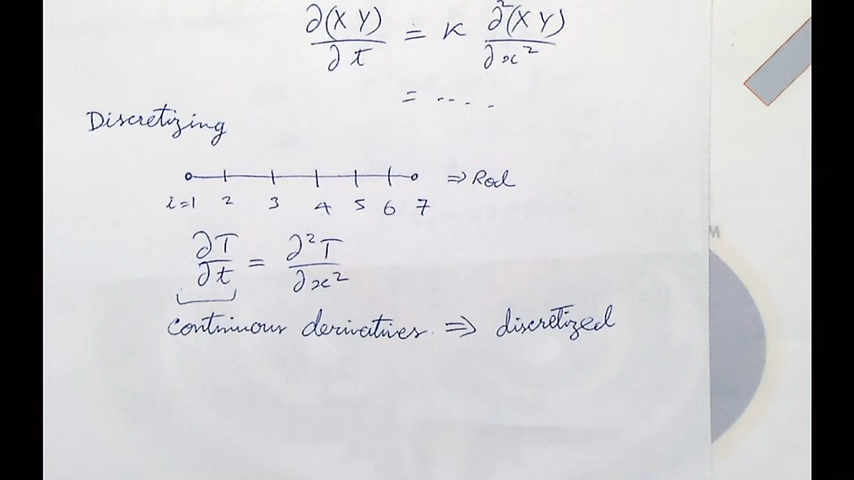 ∂(X Y)/∂t = K ∂²(X Y)/∂x²
= ....
Discretizing
⇒ Rod
i=1 2 3 4 5 6 7
∂T/∂t = ∂²T/∂x²
continuous derivatives ⇒ discretized
M